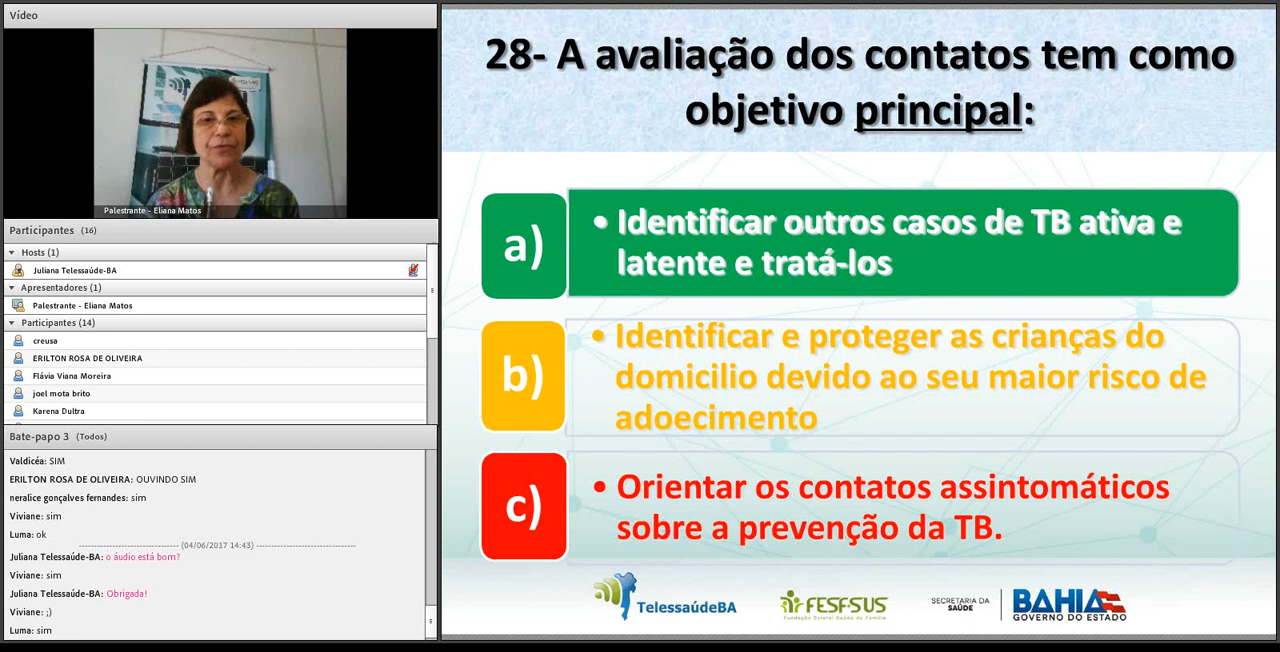 Vídeo
FESF-SUS
Palestrante - Eliana Matos
Participantes (16)
Hosts (1)
Juliana Telessaúde-BA
Apresentadores (1)
Palestrante - Eliana Matos
Participantes (14)
creusa
ERILTON ROSA DE OLIVEIRA
Flávia Viana Moreira
joel mota brito
Karena Dultra
Bate-papo 3 (Todos)
Valdicéa: SIM
ERILTON ROSA DE OLIVEIRA: OUVINDO SIM
neralice gonçalves fernandes: sim
Viviane: sim
Luma: ok
(04/06/2017 14:43)
Juliana Telessaúde-BA: o áudio está bom?
Viviane: sim
Juliana Telessaúde-BA: Obrigada!
Viviane: ;)
Luma: sim
28- A avaliação dos contatos tem como
objetivo principal:
a)
• Identificar outros casos de TB ativa e
latente e tratá-los
b)
• Identificar e proteger as crianças do
domicilio devido ao seu maior risco de
adoecimento
c)
• Orientar os contatos assintomáticos
sobre a prevenção da TB.
TelessaúdeBA
FESF-SUS
Fundação Estatal Saúde da Família
SECRETARIA DA
SAÚDE
BAHIA
GOVERNO DO ESTADO